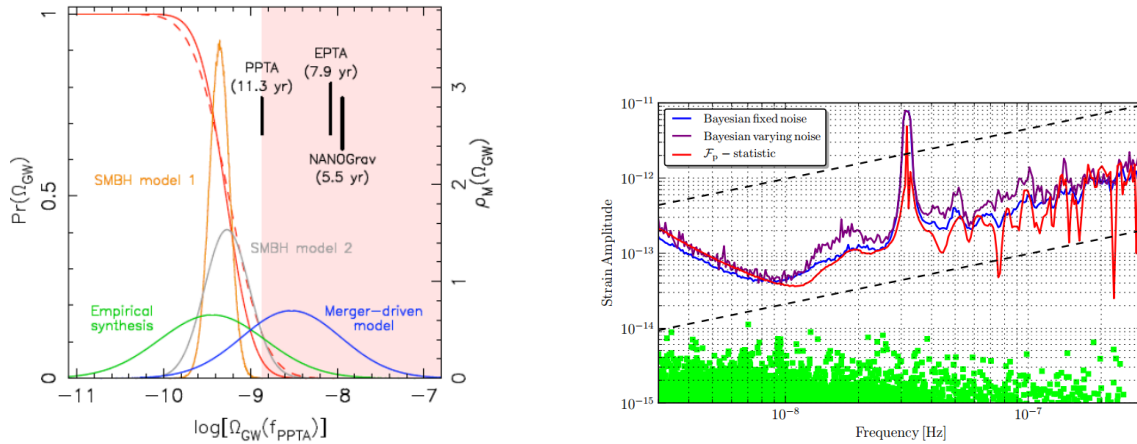 1
0.5
0
Pr(Ω_GW)
PPTA
(11.3 yr)
EPTA
(7.9 yr)
NANOGrav
(5.5 yr)
SMBH model 1
SMBH model 2
Empirical
synthesis
Merger−driven
model
3
2
1
0
ρ_M(Ω_GW)
−11
−10
−9
−8
−7
log[Ω_GW(f_PPTA)]
Bayesian fixed noise
Bayesian varying noise
F_p − statistic
10^−11
10^−12
10^−13
10^−14
10^−15
Strain Amplitude
10^−8
10^−7
Frequency [Hz]